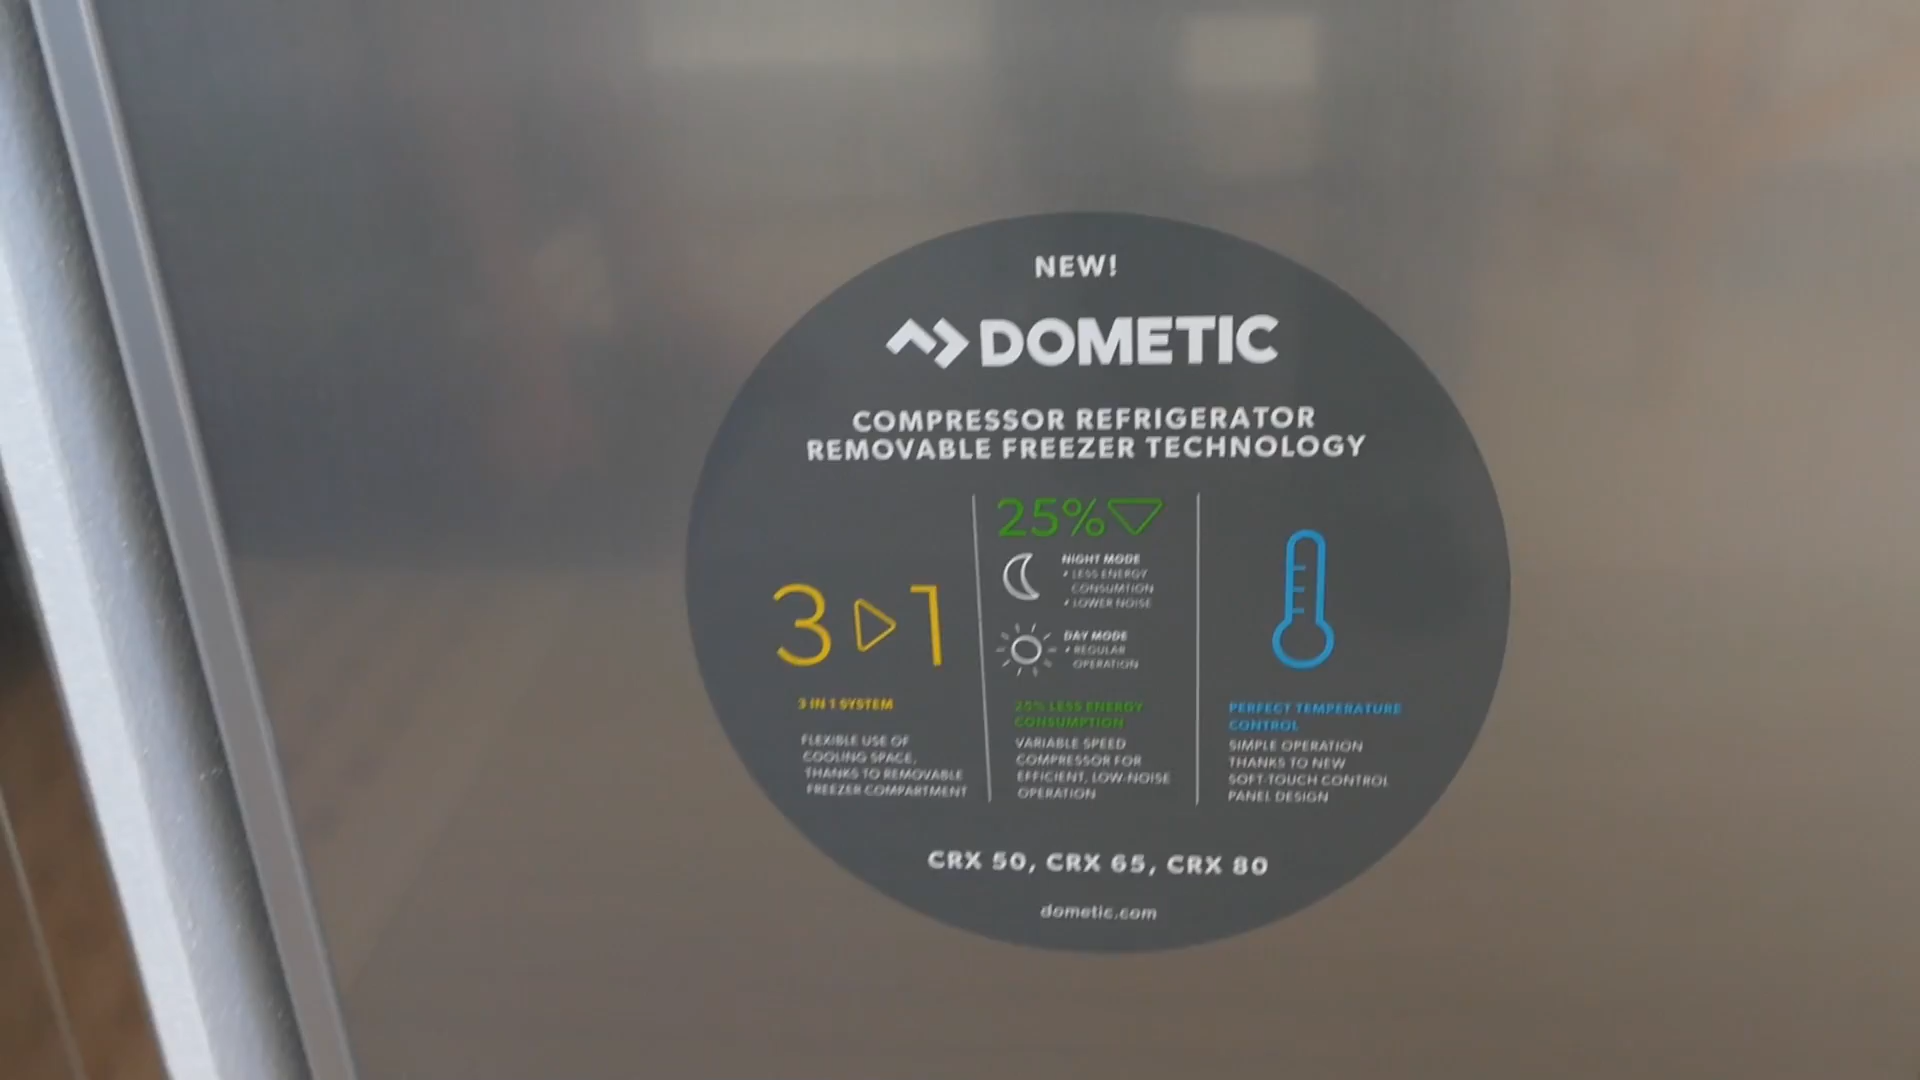 NEW!
DOMETIC
COMPRESSOR REFRIGERATOR
REMOVABLE FREEZER TECHNOLOGY
3 1
3 IN 1 SYSTEM
FLEXIBLE USE OF
COOLING SPACE,
THANKS TO REMOVABLE
FREEZER COMPARTMENT
25%
NIGHT MODE
• LESS ENERGY
CONSUMTION
• LOWER NOISE
DAY MODE
• REGULAR
OPERATION
25% LESS ENERGY
CONSUMPTION
VARIABLE SPEED
COMPRESSOR FOR
EFFICIENT, LOW-NOISE
OPERATION
PERFECT TEMPERATURE
CONTROL
SIMPLE OPERATION
THANKS TO NEW
SOFT-TOUCH CONTROL
PANEL DESIGN
CRX 50, CRX 65, CRX 80
dometic.com